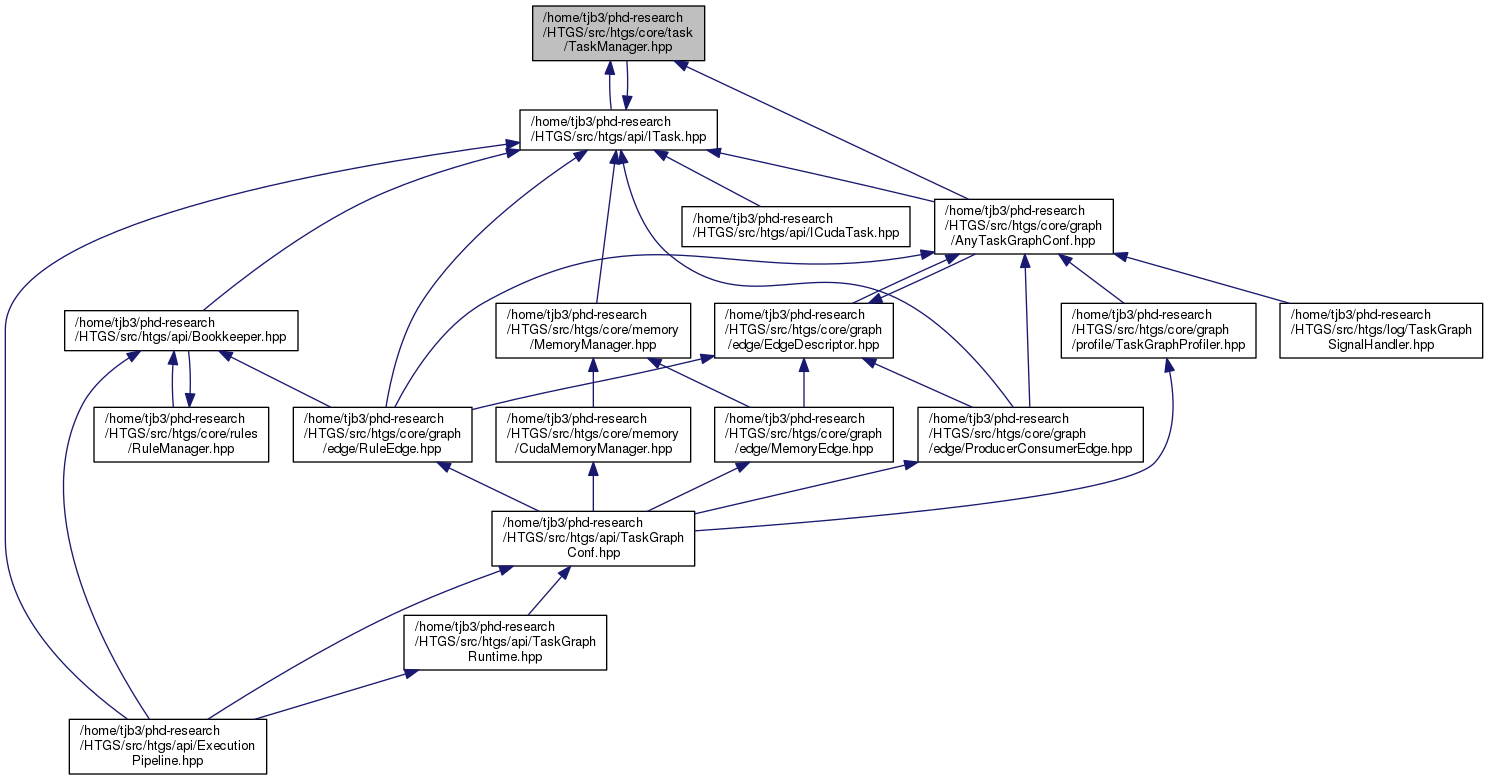 /home/tjb3/phd-research
/HTGS/src/htgs/core/task
/TaskManager.hpp
/home/tjb3/phd-research
/HTGS/src/htgs/api/ITask.hpp
/home/tjb3/phd-research
/HTGS/src/htgs/api/ICudaTask.hpp
/home/tjb3/phd-research
/HTGS/src/htgs/core/graph
/AnyTaskGraphConf.hpp
/home/tjb3/phd-research
/HTGS/src/htgs/api/Bookkeeper.hpp
/home/tjb3/phd-research
/HTGS/src/htgs/core/memory
/MemoryManager.hpp
/home/tjb3/phd-research
/HTGS/src/htgs/core/graph
/edge/EdgeDescriptor.hpp
/home/tjb3/phd-research
/HTGS/src/htgs/core/graph
/profile/TaskGraphProfiler.hpp
/home/tjb3/phd-research
/HTGS/src/htgs/log/TaskGraph
SignalHandler.hpp
/home/tjb3/phd-research
/HTGS/src/htgs/core/rules
/RuleManager.hpp
/home/tjb3/phd-research
/HTGS/src/htgs/core/graph
/edge/RuleEdge.hpp
/home/tjb3/phd-research
/HTGS/src/htgs/core/memory
/CudaMemoryManager.hpp
/home/tjb3/phd-research
/HTGS/src/htgs/core/graph
/edge/MemoryEdge.hpp
/home/tjb3/phd-research
/HTGS/src/htgs/core/graph
/edge/ProducerConsumerEdge.hpp
/home/tjb3/phd-research
/HTGS/src/htgs/api/TaskGraph
Conf.hpp
/home/tjb3/phd-research
/HTGS/src/htgs/api/TaskGraph
Runtime.hpp
/home/tjb3/phd-research
/HTGS/src/htgs/api/Execution
Pipeline.hpp